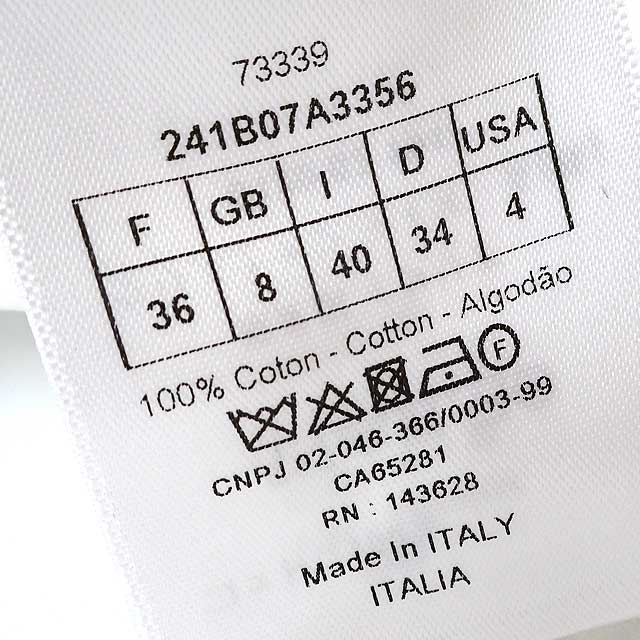 73339
241B07A3356
F GB I D USA
36 8 40 34 4
100% Coton - Cotton - Algodão
F
CNPJ 02-046-366/0003-99
CA65281
RN : 143628
Made In ITALY
ITALIA